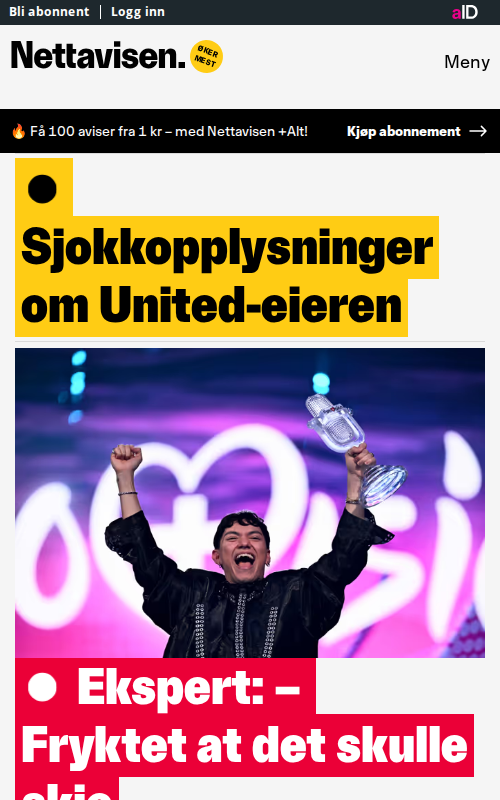 Bli abonnent | Logg inn
aID
Nettavisen.
ØKER
MEST
Meny
🔥 Få 100 aviser fra 1 kr – med Nettavisen +Alt!
Kjøp abonnement →
Sjokkopplysninger
om United-eieren
Ekspert: –
Fryktet at det skulle
skje